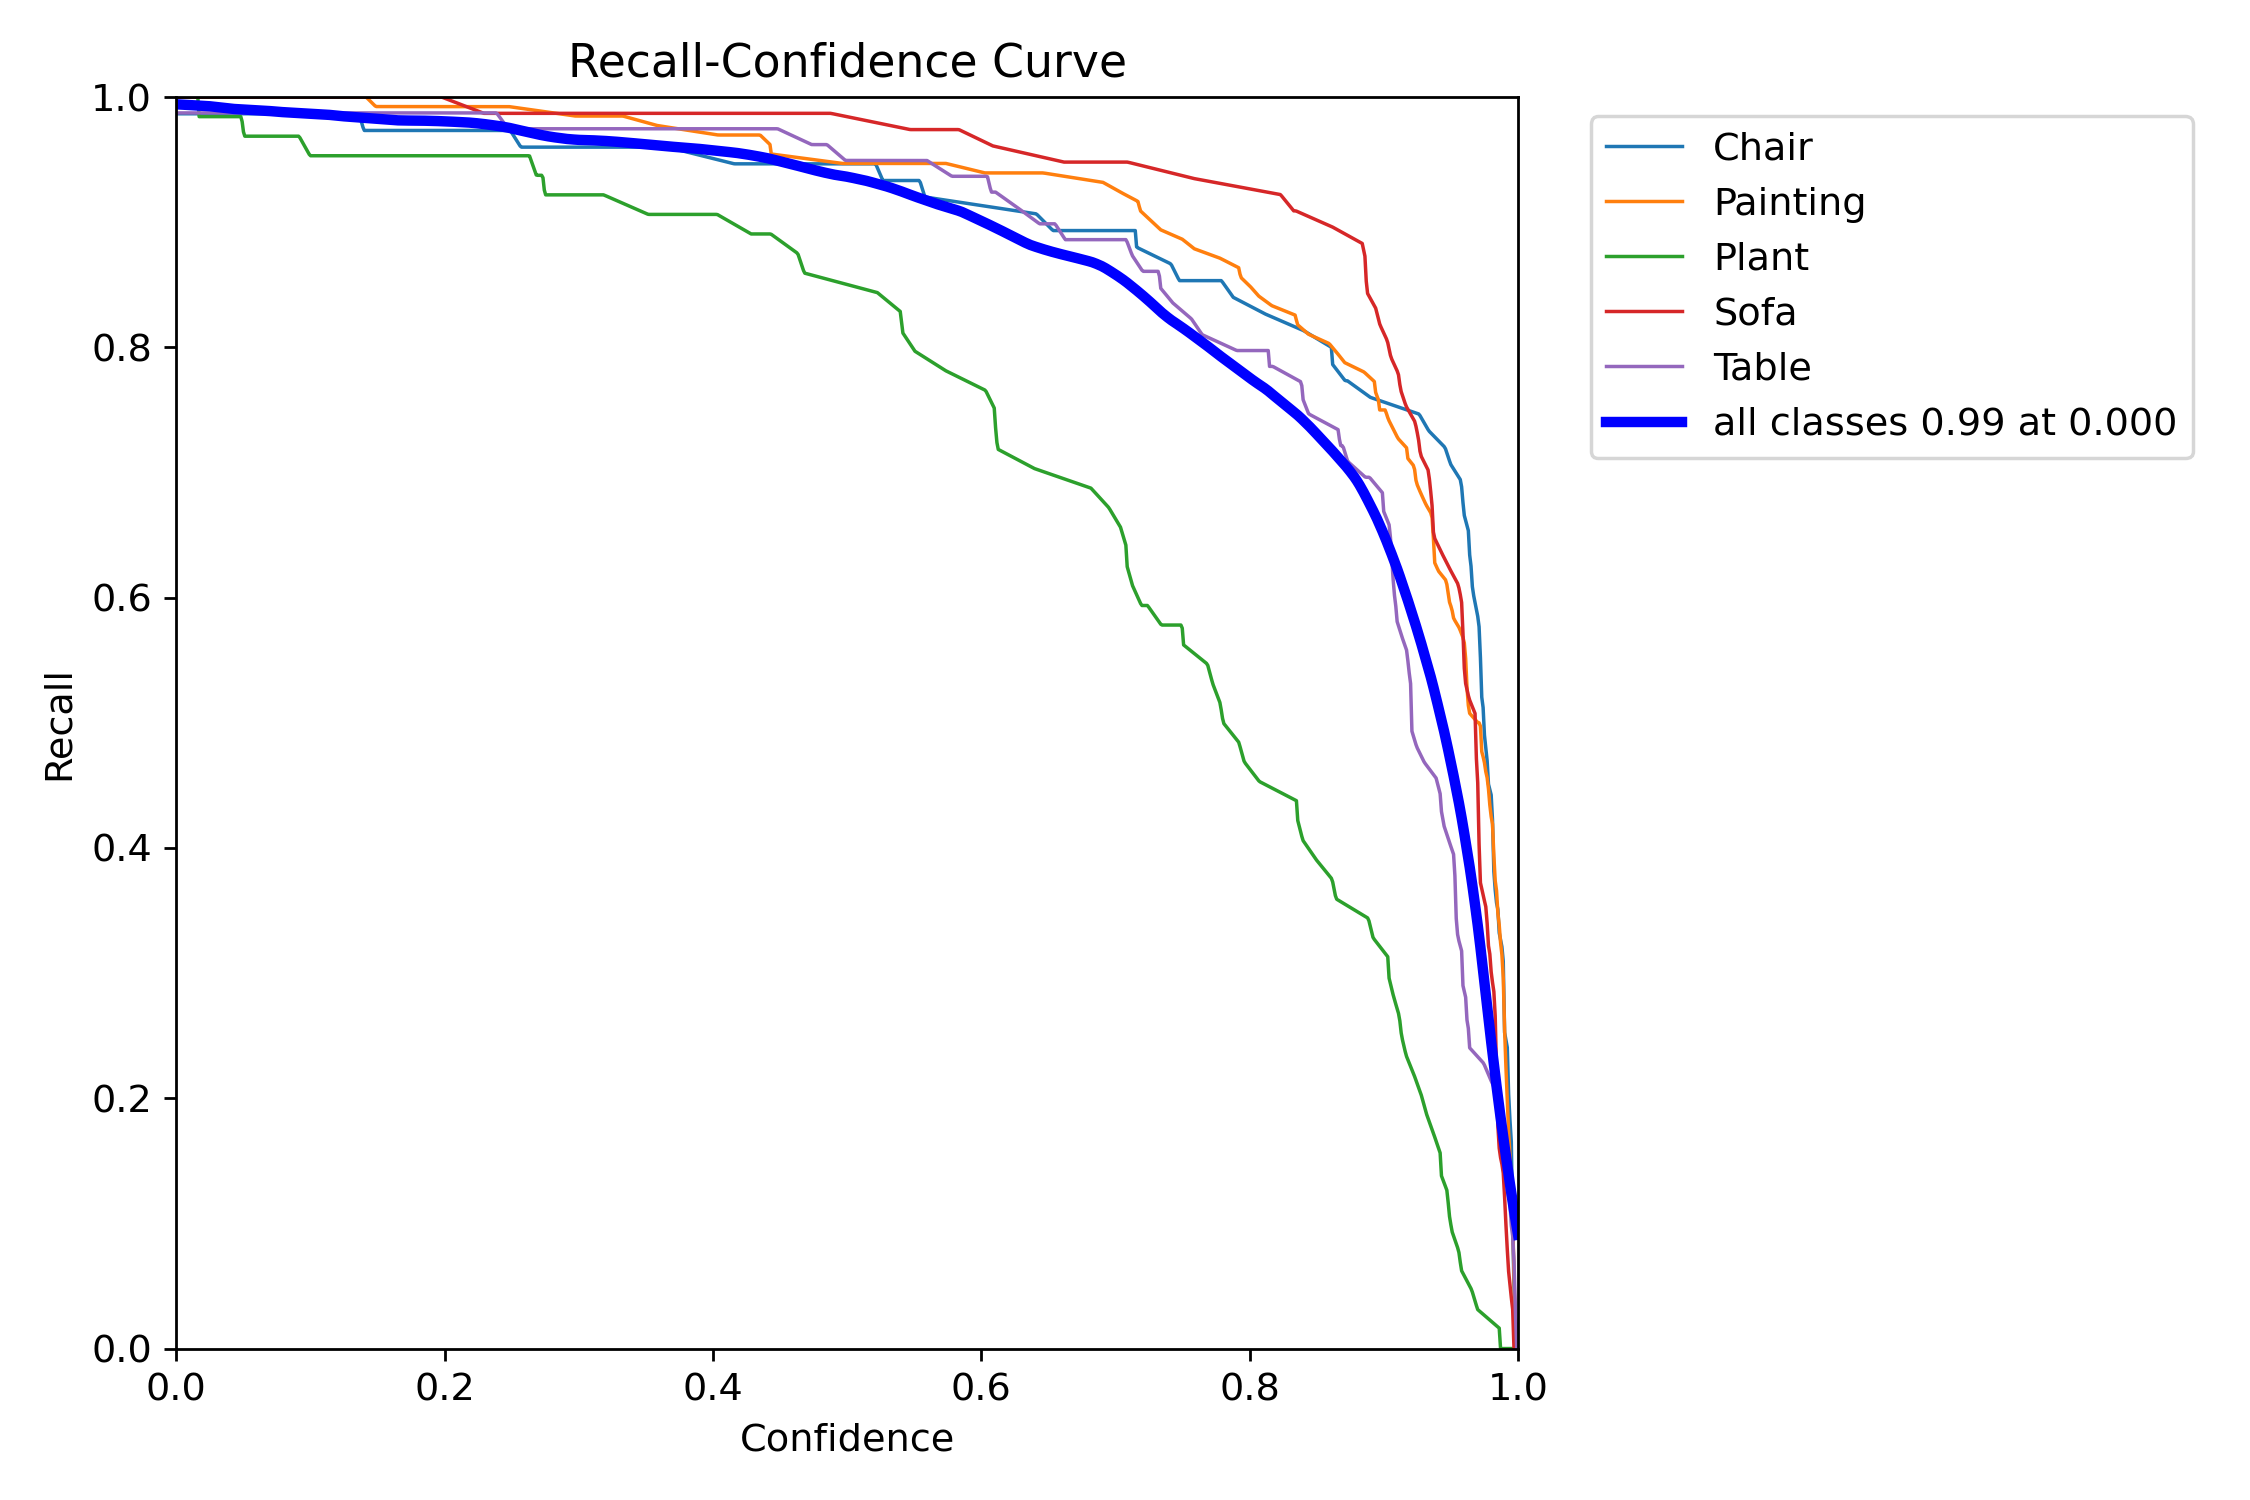 Recall-Confidence Curve
1.0
0.8
0.6
0.4
0.2
0.0
Recall
0.0 0.2 0.4 0.6 0.8 1.0
Confidence
Chair
Painting
Plant
Sofa
Table
all classes 0.99 at 0.000